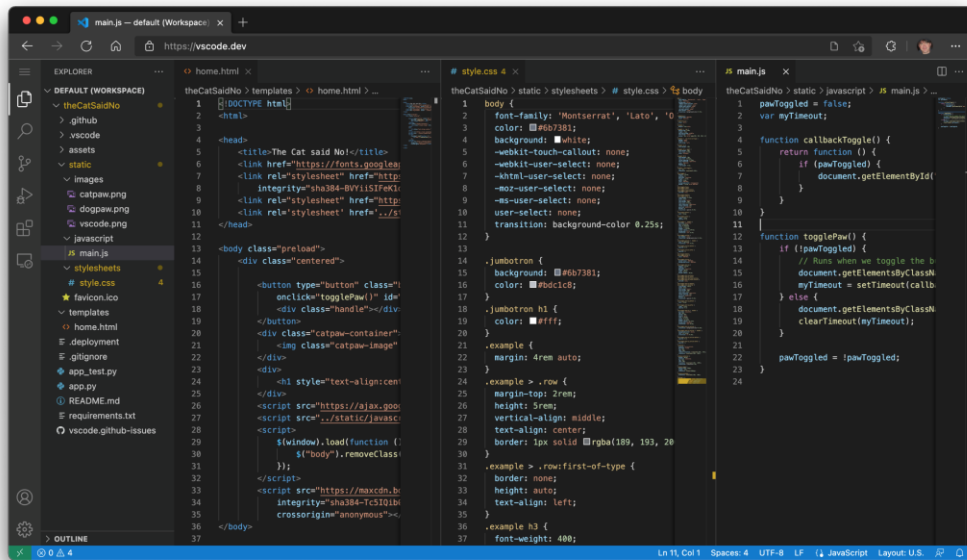 main.js — default (Workspace)
https://vscode.dev
EXPLORER
DEFAULT (WORKSPACE)
theCatSaidNo
.github
.vscode
assets
static
images
catpaw.png
dogpaw.png
vscode.png
javascript
JS main.js
stylesheets
# style.css 4
favicon.ico
templates
<> home.html
.deployment
.gitignore
app_test.py
app.py
README.md
requirements.txt
vscode.github-issues
OUTLINE
<> home.html
theCatSaidNo > templates > <> home.html > ...
1 <!DOCTYPE html>
2 <html>
3
4 <head>
5 <title>The Cat said No!</title>
6 <link href="https://fonts.googleap
7 <link rel="stylesheet" href="http
8 integrity="sha384-BVYiiSIFeK1d
9 <link rel="stylesheet" href="http
10 <link rel='stylesheet' href='../st
11 </head>
12
13 <body class="preload">
14 <div class="centered">
15
16 <button type="button" class="
17 onclick="togglePaw()" id="
18 <div class="handle"></div>
19 </button>
20 <div class="catpaw-container"
21 <img class="catpaw-image"
22 </div>
23 <div>
24 <h1 style="text-align:cent
25 </div>
26 <script src="https://ajax.goog
27 <script src="../static/javasc
28 <script>
29 $(window).load(function (
30 $("body").removeClass
31 });
32 </script>
33 <script src="https://maxcdn.bo
34 integrity="sha384-Tc5IQib0
35 crossorigin="anonymous"></
36 </body>
37
# style.css 4
theCatSaidNo > static > stylesheets > # style.css > body
1 body {
2 font-family: 'Montserrat', 'Lato', 'O
3 color: #6b7381;
4 background: white;
5 -webkit-touch-callout: none;
6 -webkit-user-select: none;
7 -khtml-user-select: none;
8 -moz-user-select: none;
9 -ms-user-select: none;
10 user-select: none;
11 transition: background-color 0.25s;
12 }
13
14 .jumbotron {
15 background: #6b7381;
16 color: #bdc1c8;
17 }
18 .jumbotron h1 {
19 color: #fff;
20 }
21 .example {
22 margin: 4rem auto;
23 }
24 .example > .row {
25 margin-top: 2rem;
26 height: 5rem;
27 vertical-align: middle;
28 text-align: center;
29 border: 1px solid rgba(189, 193, 20
30 }
31 .example > .row:first-of-type {
32 border: none;
33 height: auto;
34 text-align: left;
35 }
36 .example h3 {
37 font-weight: 400;
JS main.js
theCatSaidNo > static > javascript > JS main.js > ...
1 pawToggled = false;
2 var myTimeout;
3
4 function callbackToggle() {
5 return function () {
6 if (pawToggled) {
7 document.getElementById('
8 }
9 }
10 }
11
12 function togglePaw() {
13 if (!pawToggled) {
14 // Runs when we toggle the b
15 document.getElementsByClassNa
16 myTimeout = setTimeout(callba
17 } else {
18 document.getElementsByClassNa
19 clearTimeout(myTimeout);
20 }
21
22 pawToggled = !pawToggled;
23 }
24
0 4
Ln 11, Col 1 Spaces: 4 UTF-8 LF JavaScript Layout: U.S.